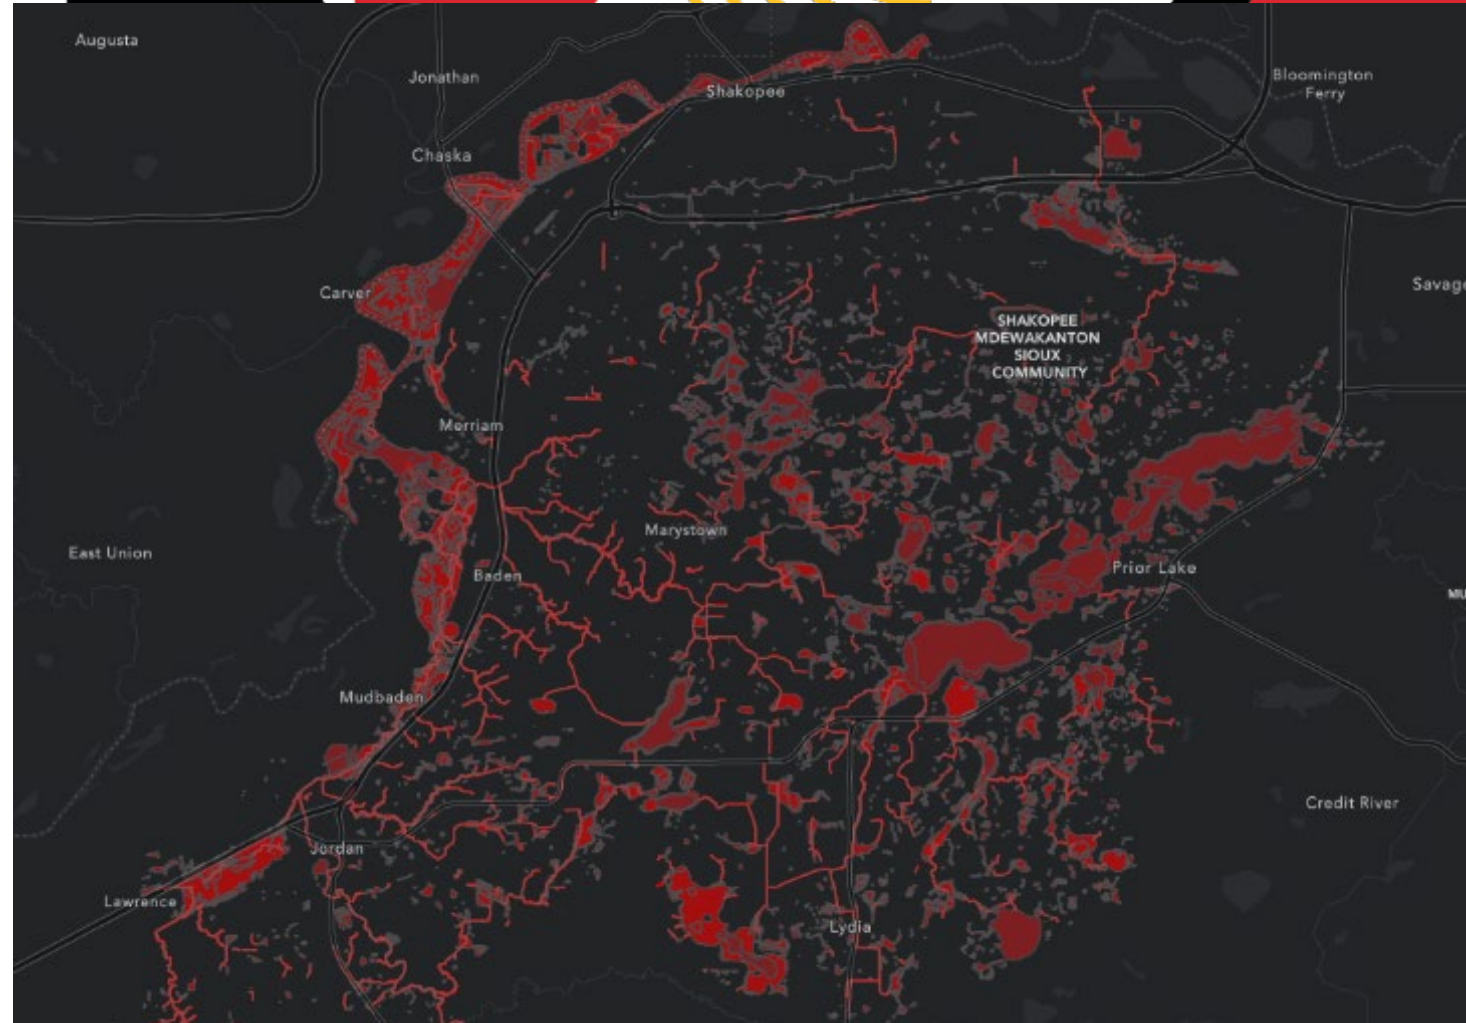 Augusta
Jonathan
Bloomington
Ferry
Shakopee
Chaska
Savage
Carver
SHAKOPEE
MDEWAKANTON
SIOUX
COMMUNITY
Merriam
Marystown
East Union
Prior Lake
Baden
MU
Mudbaden
Credit River
Jordan
Lawrence
Lydia